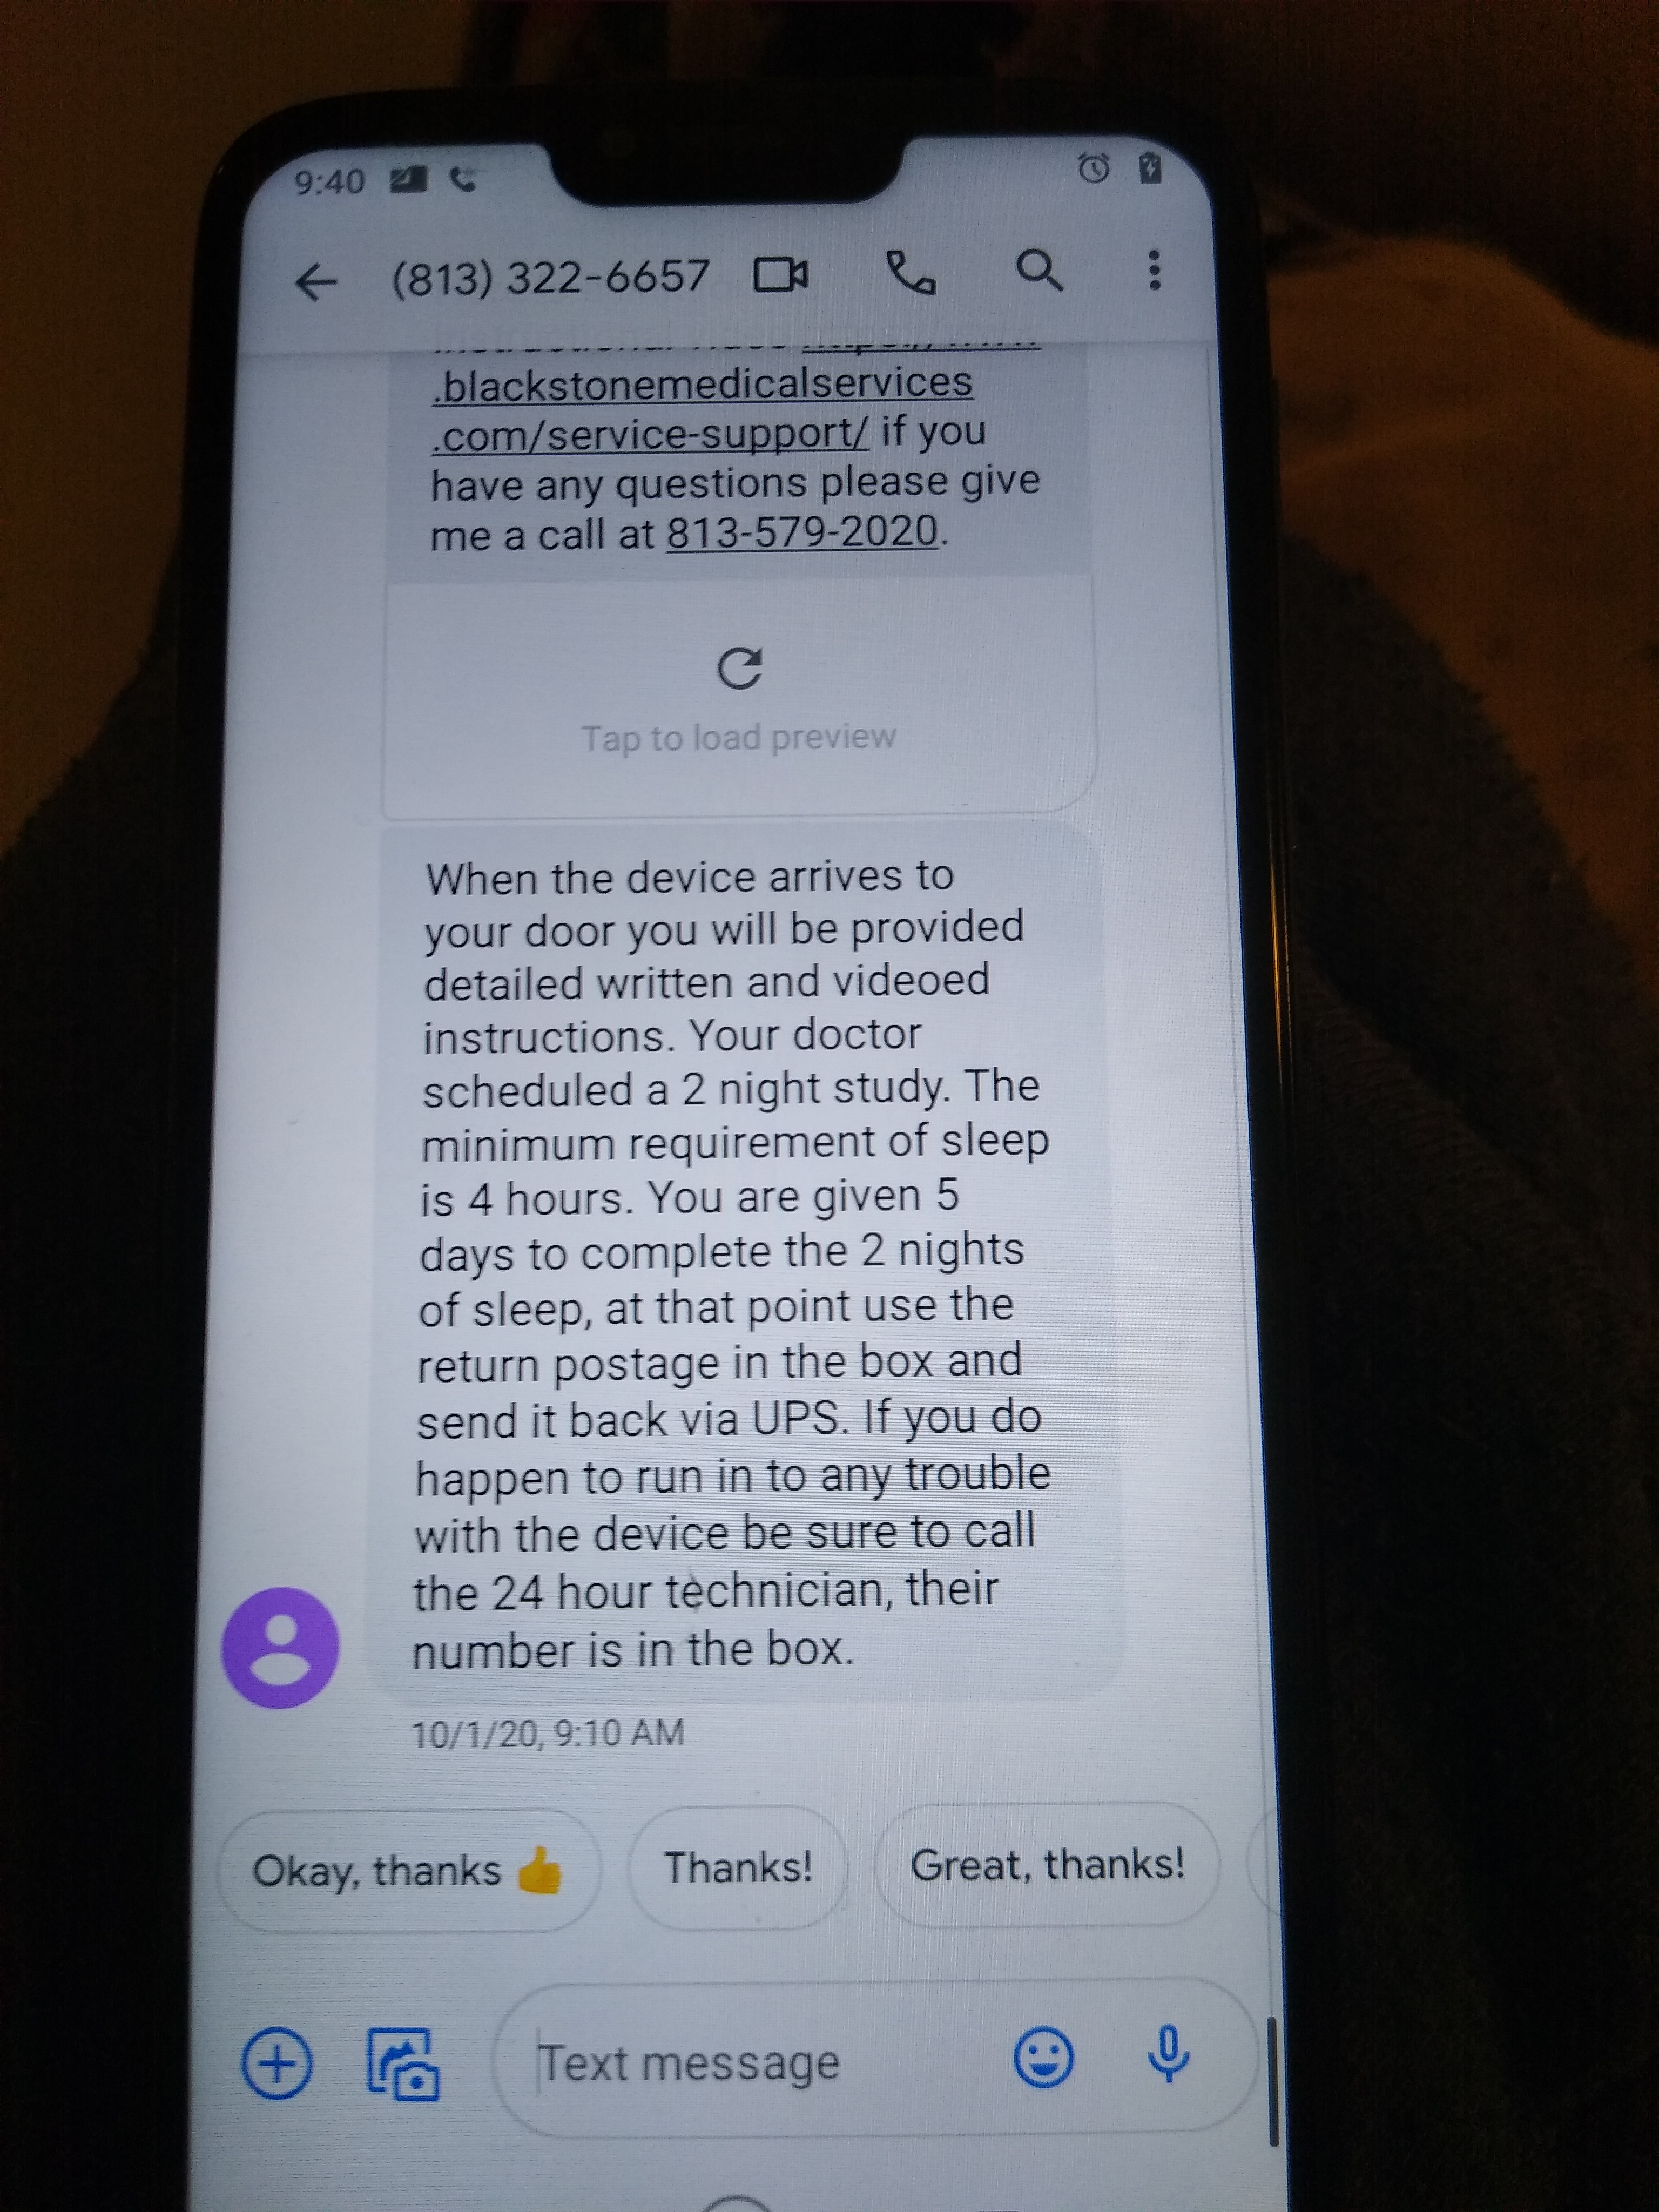 9:40
(813) 322-6657
.blackstonemedicalservices
.com/service-support/ if you
have any questions please give
me a call at 813-579-2020.
Tap to load preview
When the device arrives to
your door you will be provided
detailed written and videoed
instructions. Your doctor
scheduled a 2 night study. The
minimum requirement of sleep
is 4 hours. You are given 5
days to complete the 2 nights
of sleep, at that point use the
return postage in the box and
send it back via UPS. If you do
happen to run in to any trouble
with the device be sure to call
the 24 hour technician, their
number is in the box.
10/1/20, 9:10 AM
Okay, thanks 👍 Thanks! Great, thanks!
Text message